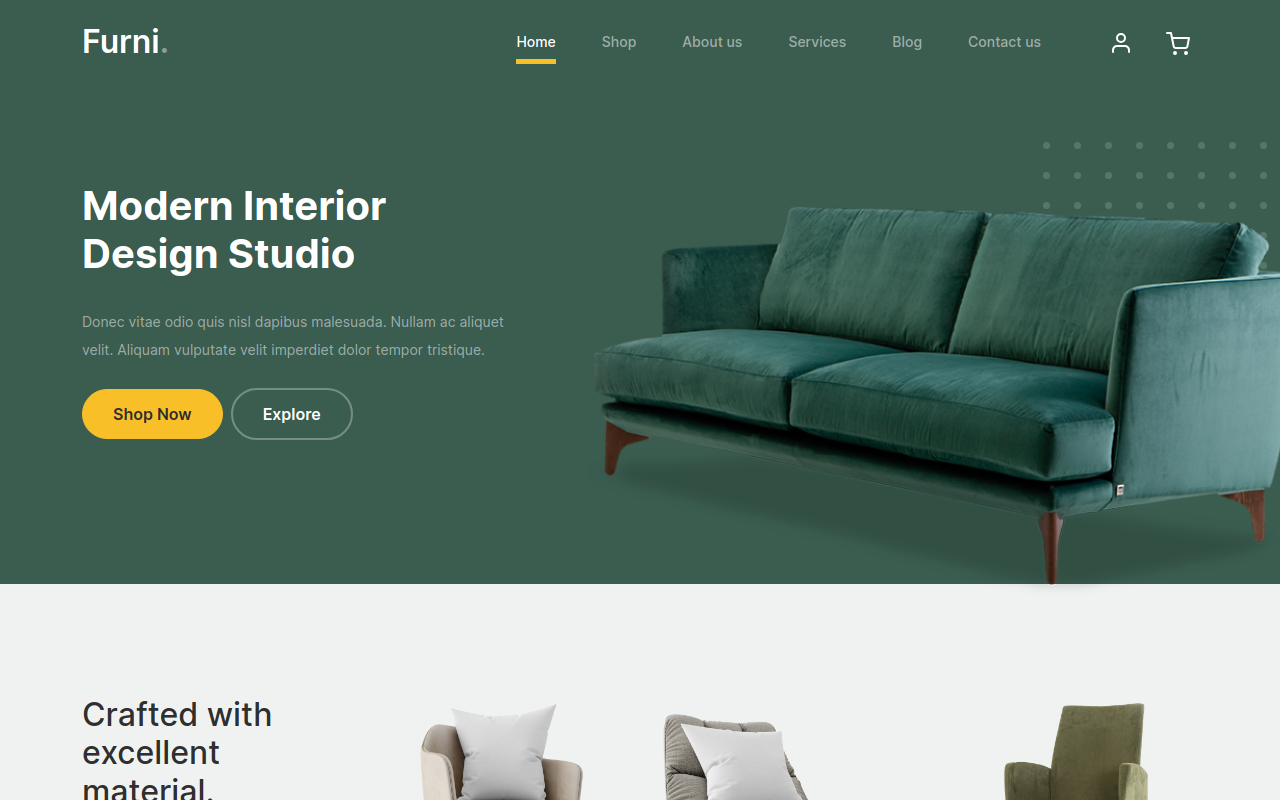 Furni.
Home
Shop
About us
Services
Blog
Contact us
Modern Interior
Design Studio
Donec vitae odio quis nisl dapibus malesuada. Nullam ac aliquet
velit. Aliquam vulputate velit imperdiet dolor tempor tristique.
Shop Now
Explore
Crafted with
excellent
material.